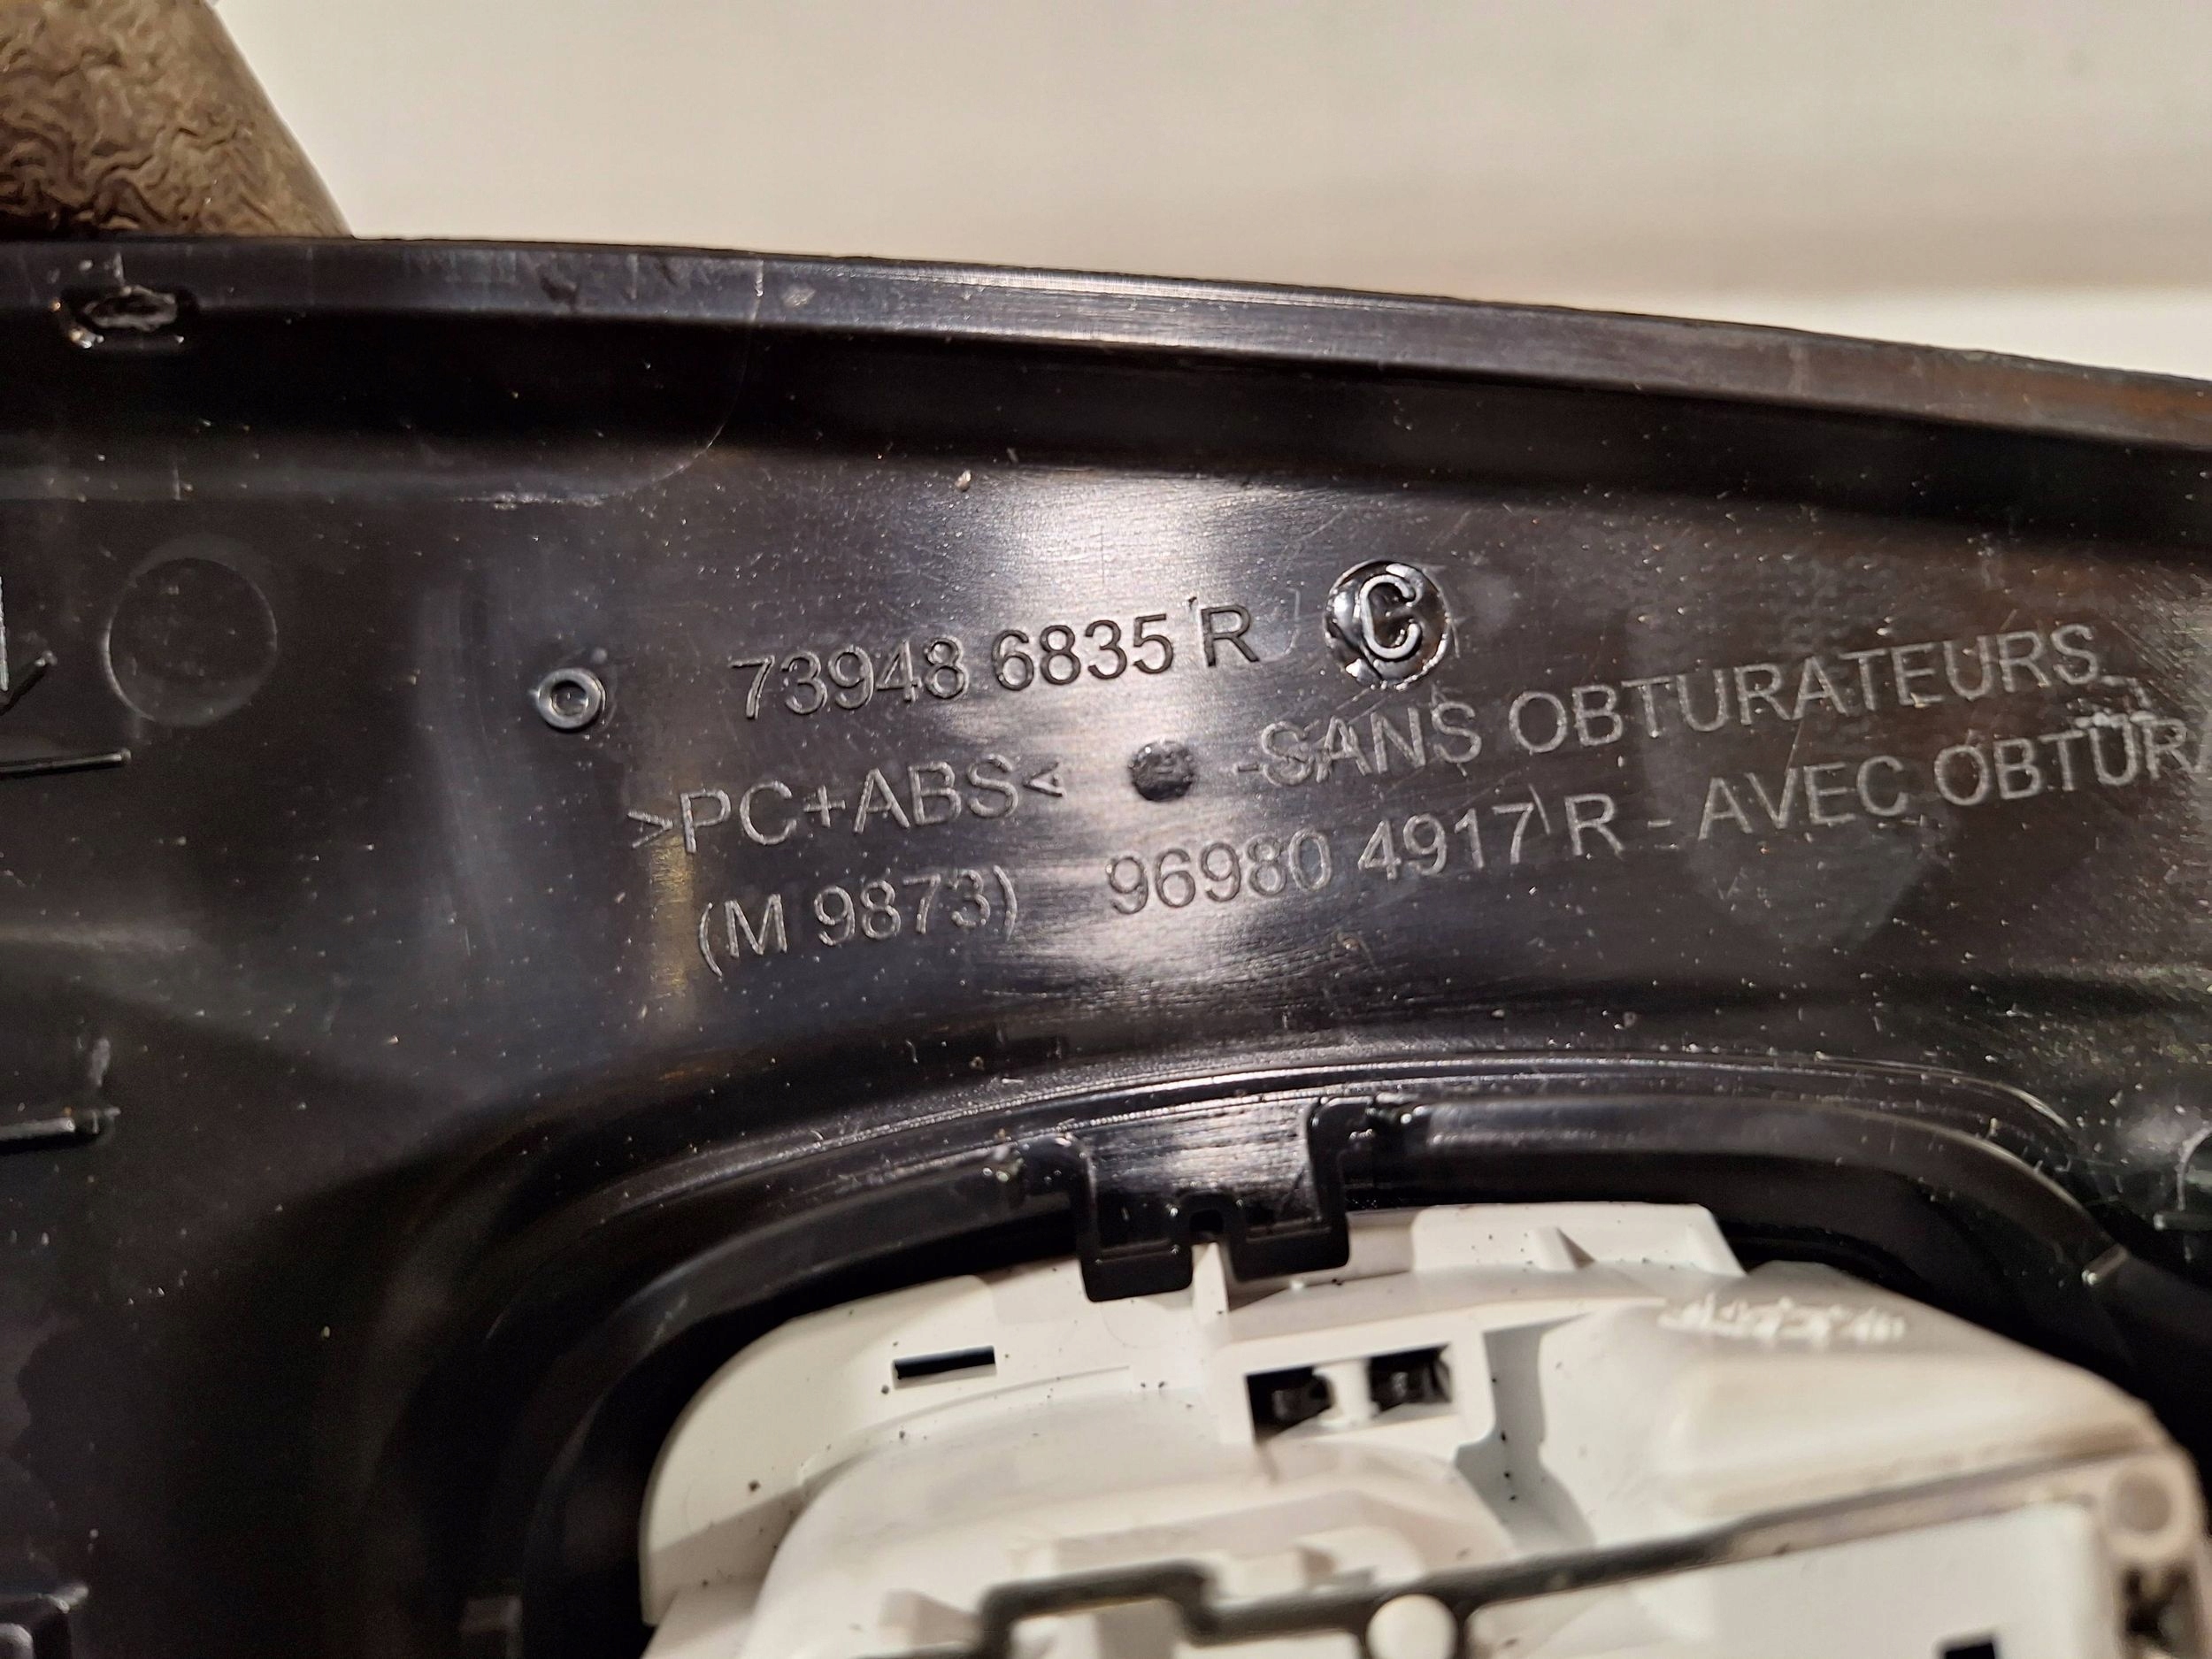 73948 6835 R C
>PC+ABS< -SANS OBTURATEURS
(M 9873) 96980 4917 R - AVEC OBTUR